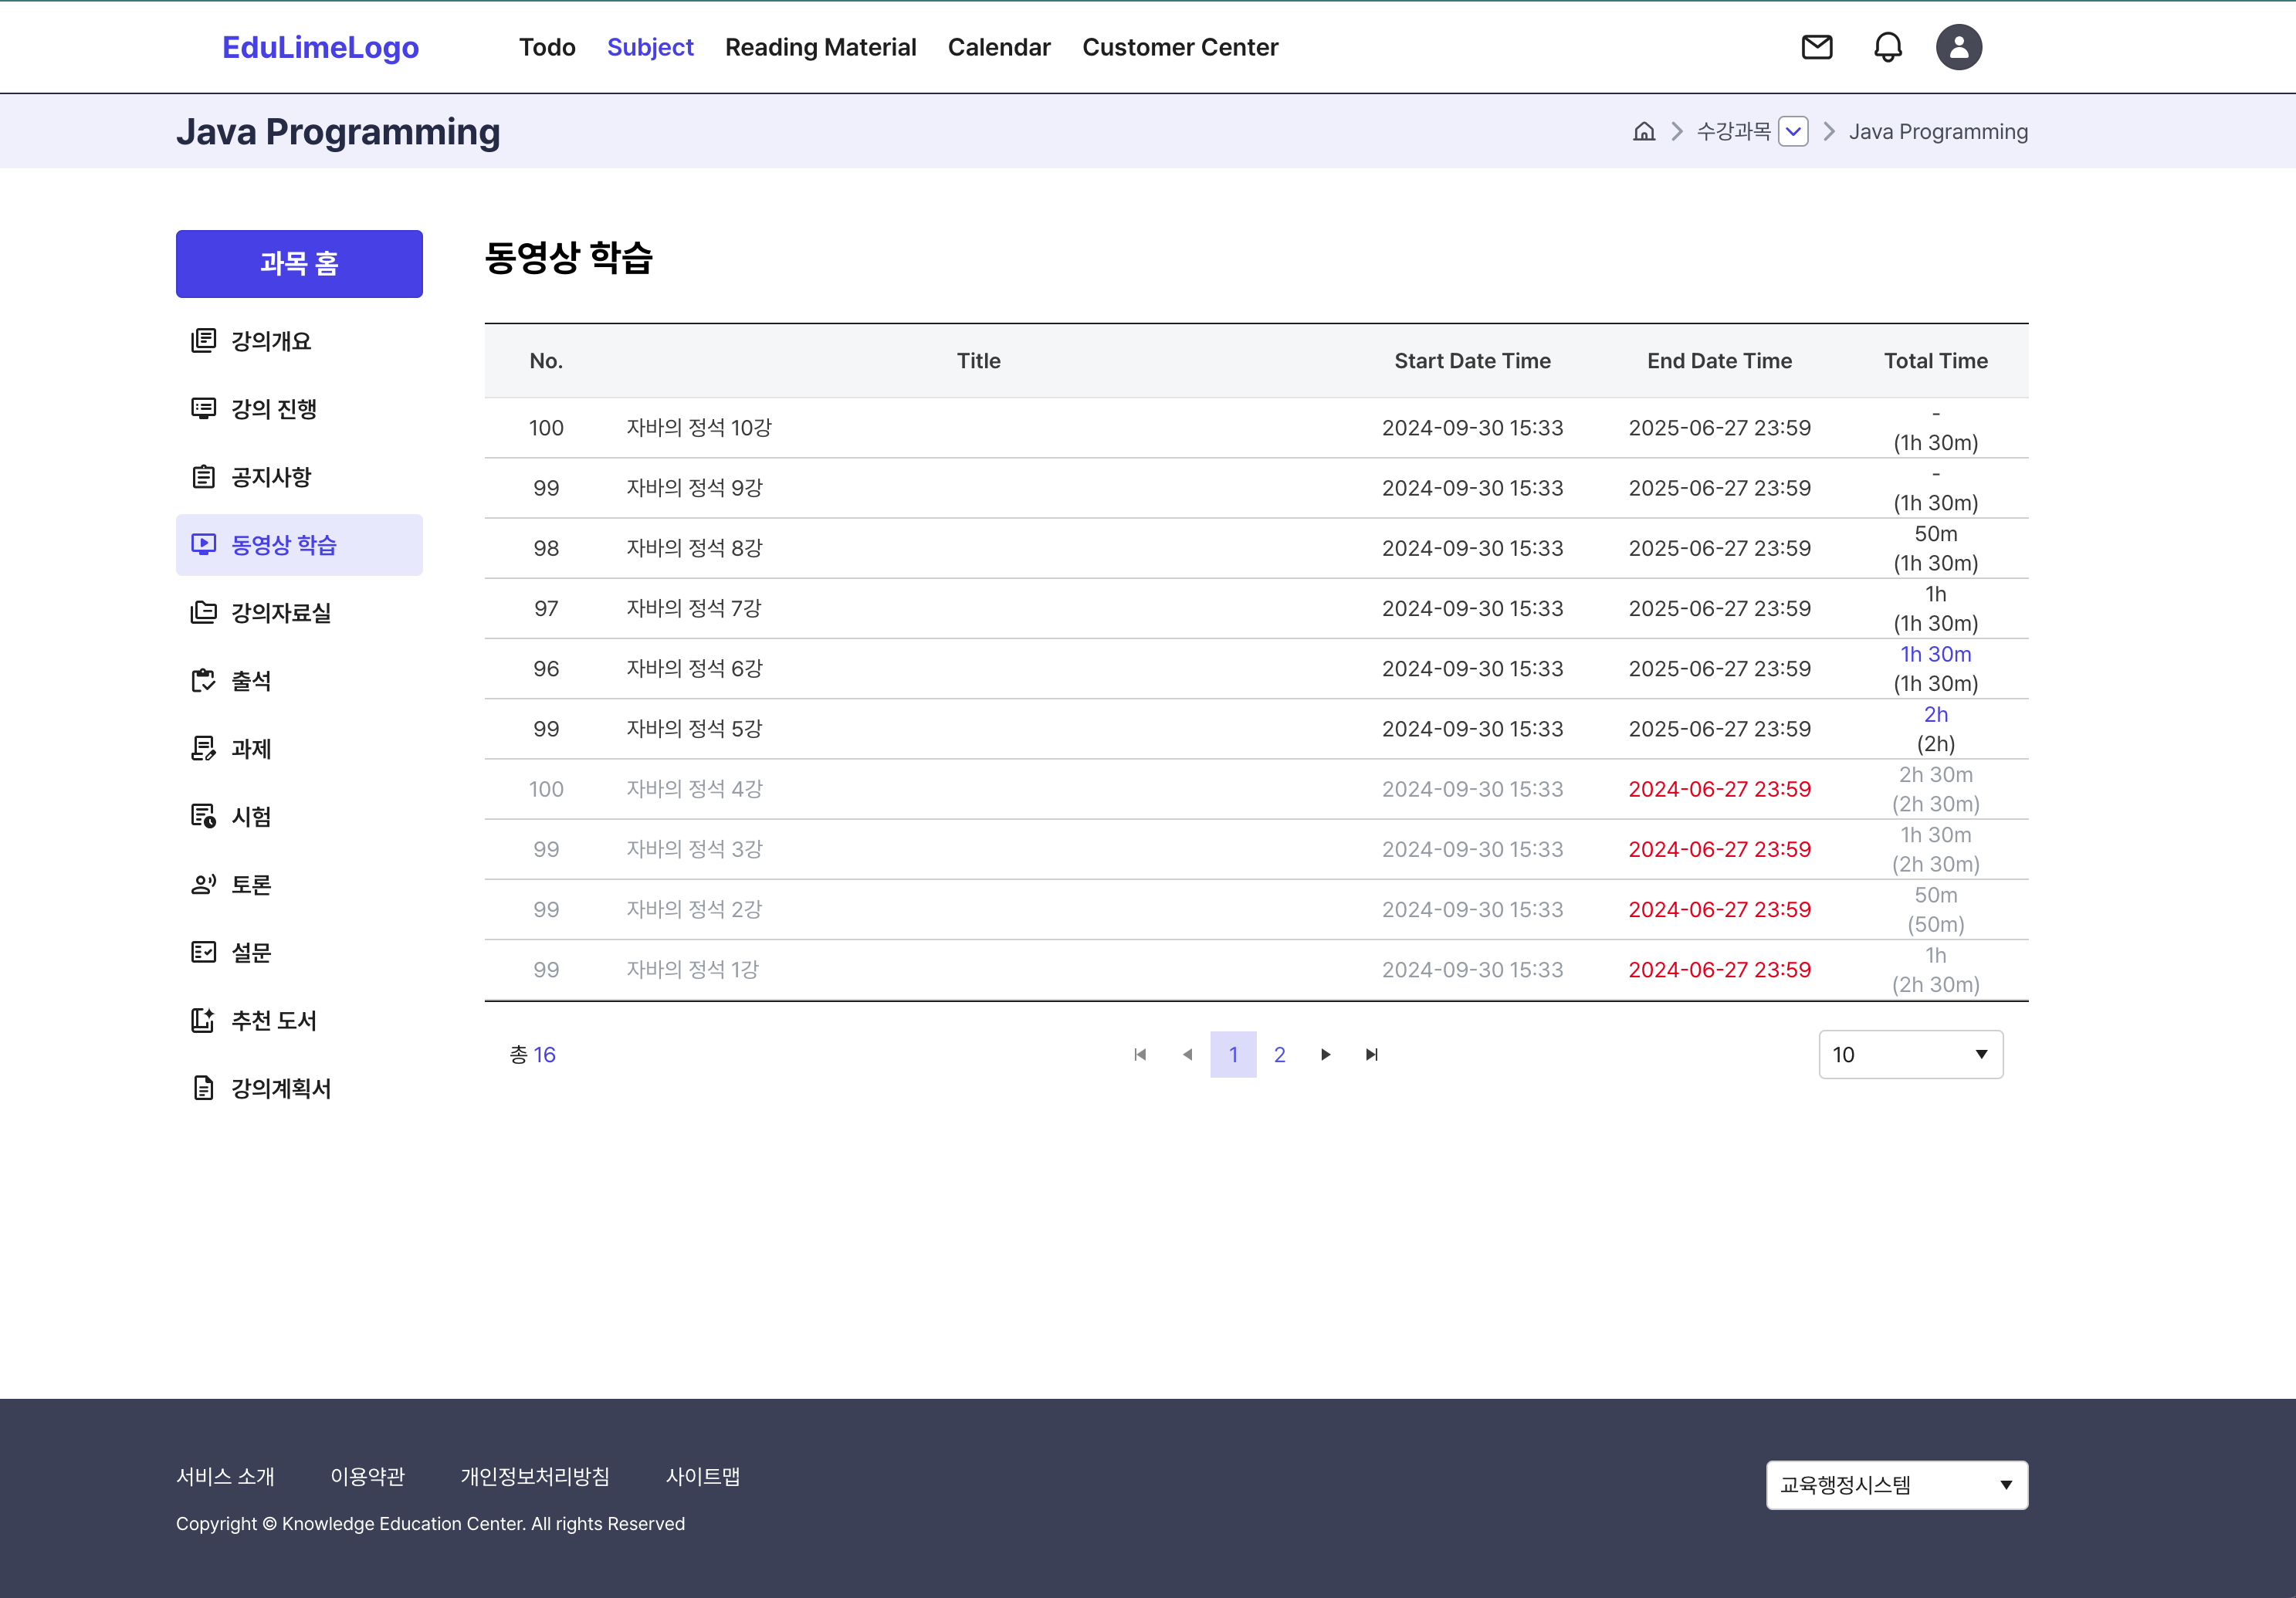 EduLimeLogo Todo Subject Reading Material Calendar Customer Center
Java Programming 수강과목 Java Programming
과목 홈
강의개요
강의 진행
공지사항
동영상 학습
강의자료실
출석
과제
시험
토론
설문
추천 도서
강의계획서
동영상 학습
No. Title Start Date Time End Date Time Total Time
100 자바의 정석 10강 2024-09-30 15:33 2025-06-27 23:59 -
(1h 30m)
99 자바의 정석 9강 2024-09-30 15:33 2025-06-27 23:59 -
(1h 30m)
98 자바의 정석 8강 2024-09-30 15:33 2025-06-27 23:59 50m
(1h 30m)
97 자바의 정석 7강 2024-09-30 15:33 2025-06-27 23:59 1h
(1h 30m)
96 자바의 정석 6강 2024-09-30 15:33 2025-06-27 23:59 1h 30m
(1h 30m)
99 자바의 정석 5강 2024-09-30 15:33 2025-06-27 23:59 2h
(2h)
100 자바의 정석 4강 2024-09-30 15:33 2024-06-27 23:59 2h 30m
(2h 30m)
99 자바의 정석 3강 2024-09-30 15:33 2024-06-27 23:59 1h 30m
(2h 30m)
99 자바의 정석 2강 2024-09-30 15:33 2024-06-27 23:59 50m
(50m)
99 자바의 정석 1강 2024-09-30 15:33 2024-06-27 23:59 1h
(2h 30m)
총 16 1 2 10
서비스 소개 이용약관 개인정보처리방침 사이트맵
교육행정시스템
Copyright © Knowledge Education Center. All rights Reserved